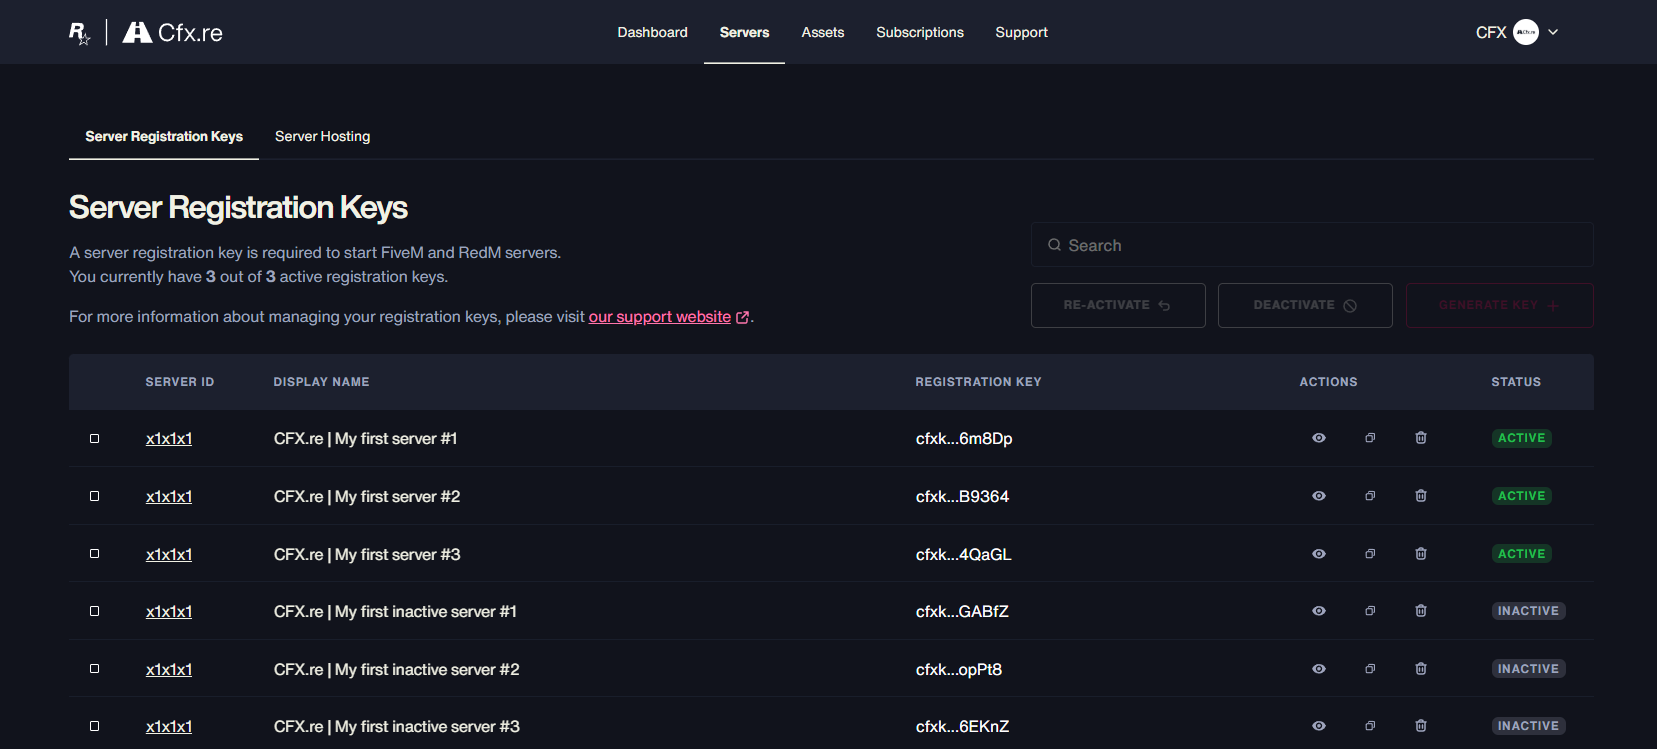 R Cfx.re Dashboard Servers Assets Subscriptions Support CFX
Server Registration Keys Server Hosting
Server Registration Keys
A server registration key is required to start FiveM and RedM servers.
You currently have 3 out of 3 active registration keys.
Search
For more information about managing your registration keys, please visit our support website.
RE-ACTIVATE DEACTIVATE GENERATE KEY
SERVER ID DISPLAY NAME REGISTRATION KEY ACTIONS STATUS
x1x1x1 CFX.re | My first server #1 cfxk...6m8Dp ACTIVE
x1x1x1 CFX.re | My first server #2 cfxk...B9364 ACTIVE
x1x1x1 CFX.re | My first server #3 cfxk...4QaGL ACTIVE
x1x1x1 CFX.re | My first inactive server #1 cfxk...GABfZ INACTIVE
x1x1x1 CFX.re | My first inactive server #2 cfxk...opPt8 INACTIVE
x1x1x1 CFX.re | My first inactive server #3 cfxk...6EKnZ INACTIVE